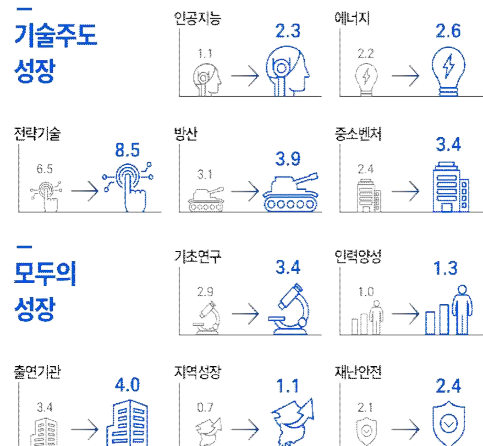 기술주도
성장
인공지능
1.1
2.3
에너지
2.2
2.6
전략기술
6.5
8.5
방산
3.1
3.9
중소벤처
2.4
3.4
모두의
성장
기초연구
2.9
3.4
인력양성
1.0
1.3
출연기관
3.4
4.0
지역성장
0.7
1.1
재난안전
2.1
2.4